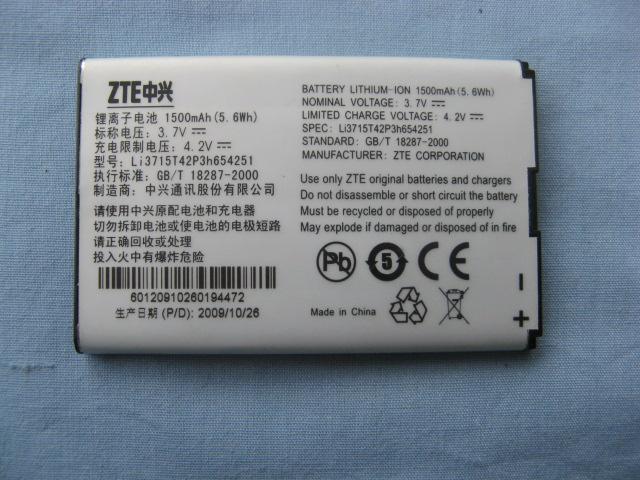 ZTE中兴
锂离子电池 1500mAh(5.6Wh)
标称电压: 3.7V
充电限制电压: 4.2V
型号: Li3715T42P3h654251
执行标准: GB/T 18287-2000
制造商: 中兴通讯股份有限公司
请使用中兴原配电池和充电器
切勿拆卸电池或使电池的电极短路
请正确回收或处理
投入火中有爆炸危险
60120910260194472
生产日期(P/D): 2009/10/26
BATTERY LITHIUM-ION 1500mAh(5.6Wh)
NOMINAL VOLTAGE: 3.7V
LIMITED CHARGE VOLTAGE: 4.2V
SPEC: Li3715T42P3h654251
STANDARD: GB/T 18287-2000
MANUFACTURER: ZTE CORPORATION
Use only ZTE original batteries and chargers
Do not disassemble or short circuit battery
Must be recycled or disposed of properly
May explode if damaged or disposed of in fire
Pb 5 CE
Made in China
-
+